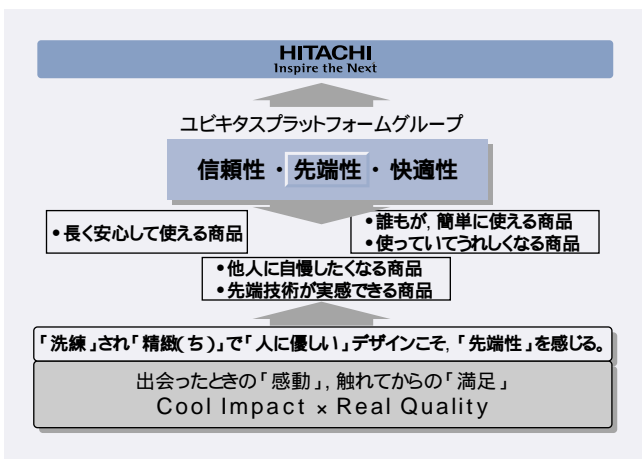 HITACHI
Inspire the Next
ユビキタスプラットフォームグループ
信頼性・先端性・快適性
•長く安心して使える商品
•誰もが,簡単に使える商品
•使っていてうれしくなる商品
•他人に自慢したくなる商品
•先端技術が実感できる商品
「洗練」され「精緻(ち)」で「人に優しい」デザインこそ,「先端性」を感じる。
出会ったときの「感動」,触れてからの「満足」
Cool Impact × Real Quality